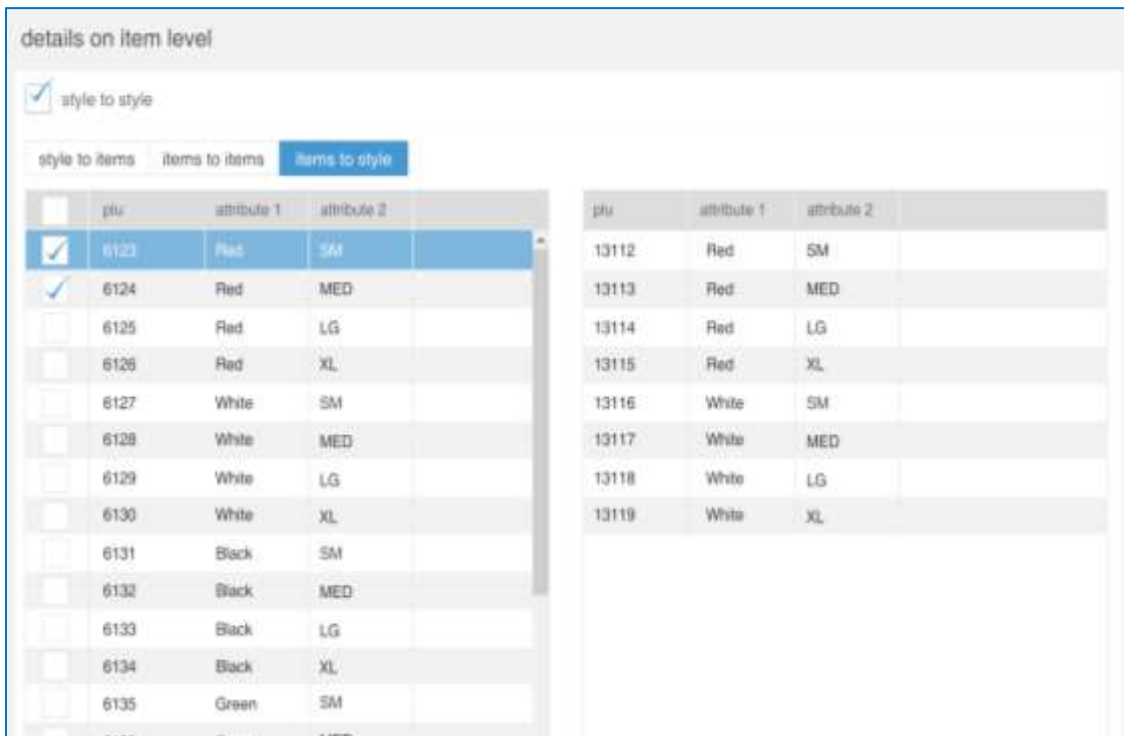 details on item level
style to style
style to items items to items items to style
plu attribute 1 attribute 2
6123 Red SM
6124 Red MED
6125 Red LG
6126 Red XL
6127 White SM
6128 White MED
6129 White LG
6130 White XL
6131 Black SM
6132 Black MED
6133 Black LG
6134 Black XL
6135 Green SM
MED
plu attribute 1 attribute 2
13112 Red SM
13113 Red MED
13114 Red LG
13115 Red XL
13116 White SM
13117 White MED
13118 White LG
13119 White XL